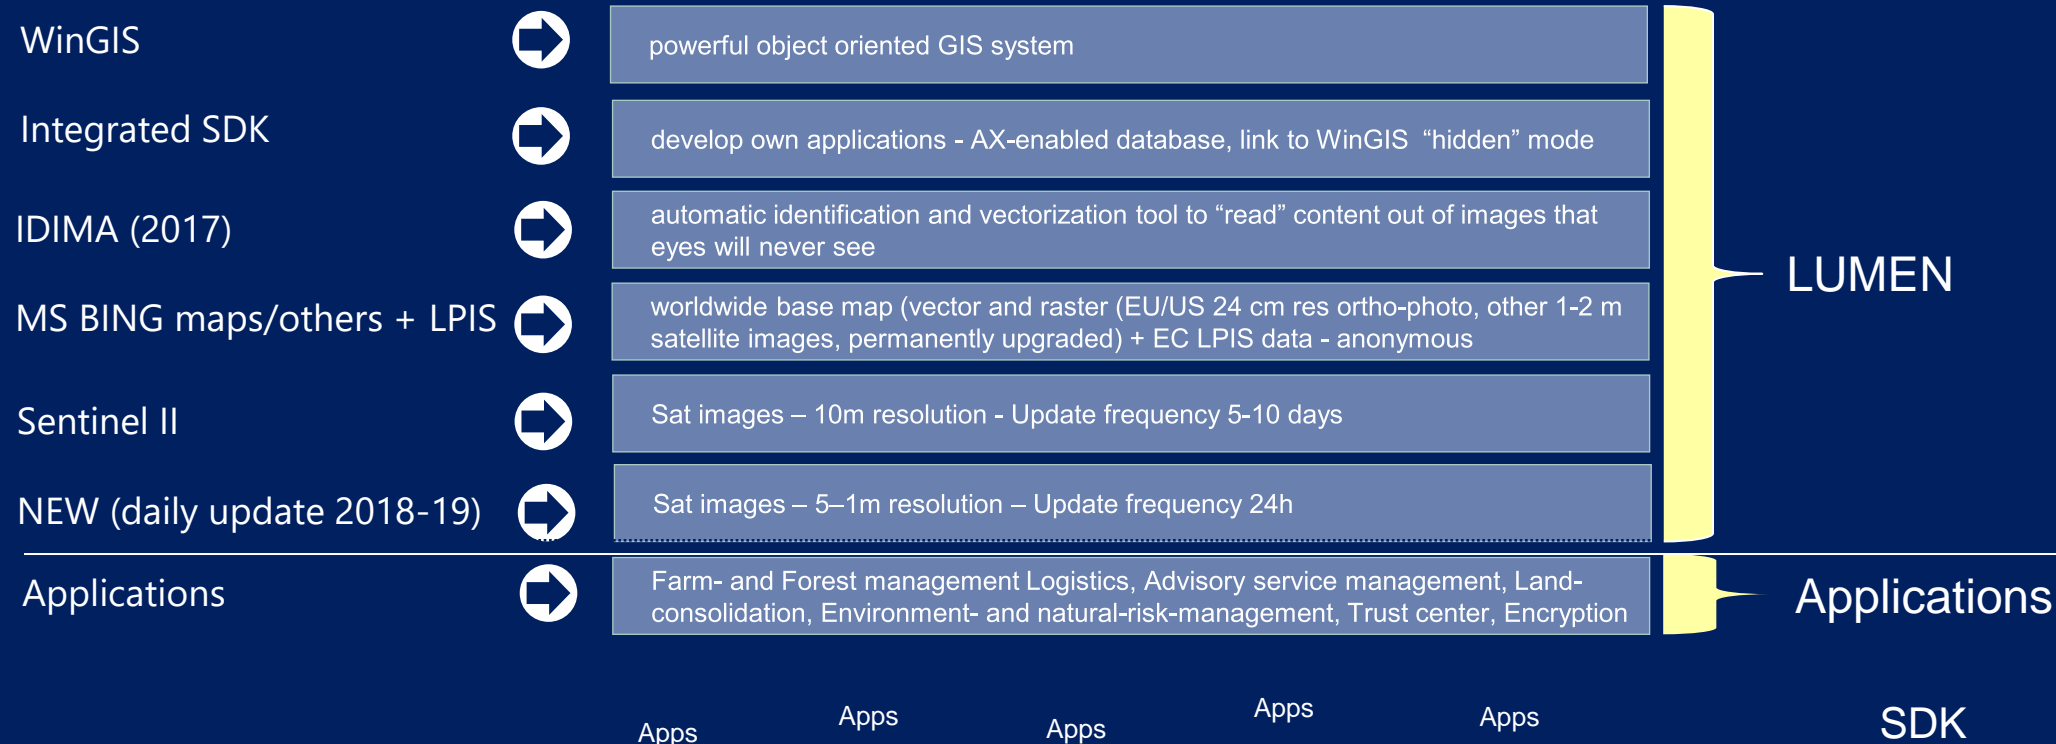 WinGIS
powerful object oriented GIS system
Integrated SDK
develop own applications - AX-enabled database, link to WinGIS “hidden” mode
IDIMA (2017)
automatic identification and vectorization tool to “read” content out of images that
eyes will never see
LUMEN
MS BING maps/others + LPIS
worldwide base map (vector and raster (EU/US 24 cm res ortho-photo, other 1-2 m
satellite images, permanently upgraded) + EC LPIS data - anonymous
Sentinel II
Sat images – 10m resolution - Update frequency 5-10 days
NEW (daily update 2018-19)
Sat images – 5–1m resolution – Update frequency 24h
Applications
Farm- and Forest management Logistics, Advisory service management, Land-
consolidation, Environment- and natural-risk-management, Trust center, Encryption
Applications
Apps
Apps
Apps
Apps
Apps
SDK